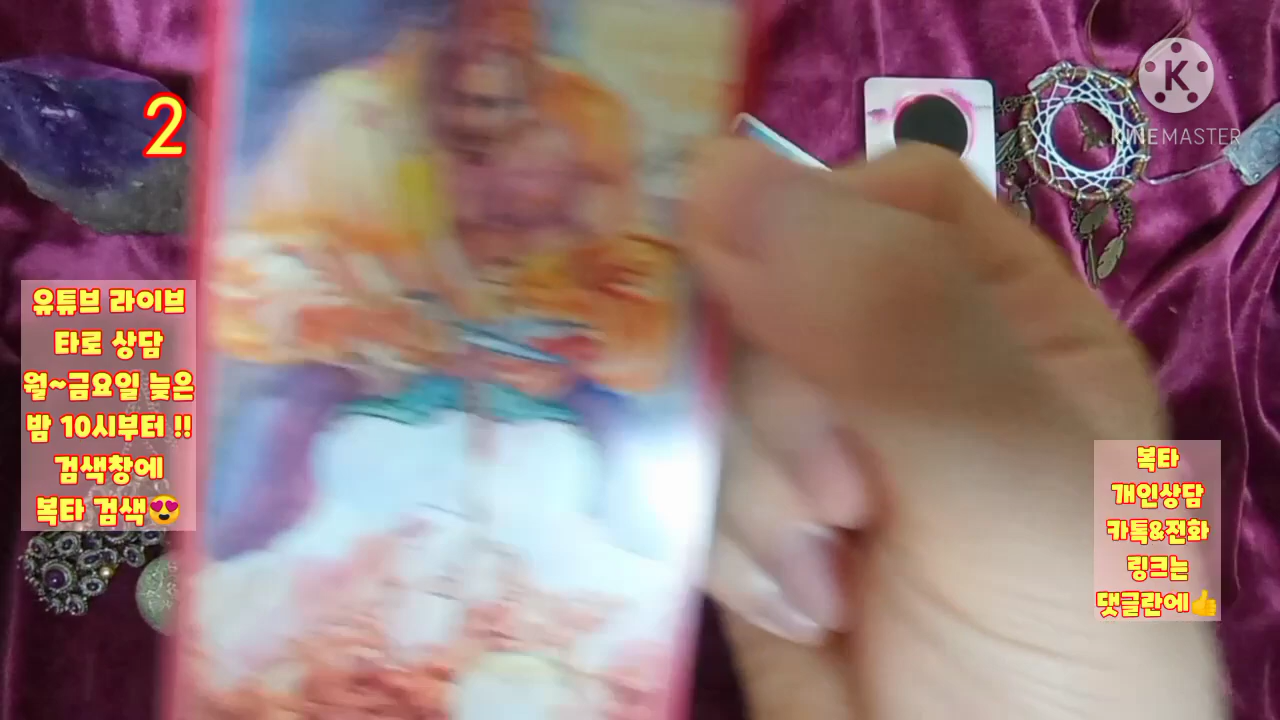 2
유튜브 라이브
타로 상담
월~금요일 늦은
밤 10시부터 !!
검색창에
복타 검색😍
K
KINEMASTER
복타
개인상담
카톡&전화
링크는
댓글란에👍